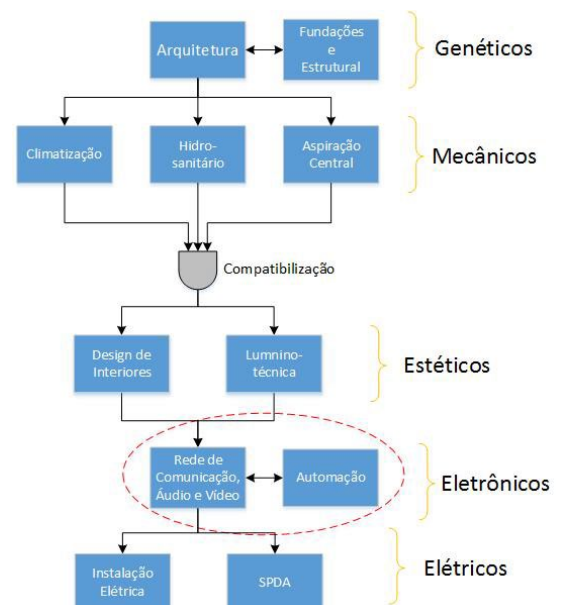 Arquitetura
Fundações
e
Estrutural
Genéticos
Climatização
Hidro-
sanitário
Aspiração
Central
Mecânicos
Compatibilização
Design de
Interiores
Lumnino-
técnica
Estéticos
Rede de
Comunicação,
Áudio e Vídeo
Automação
Eletrônicos
Instalação
Elétrica
SPDA
Elétricos